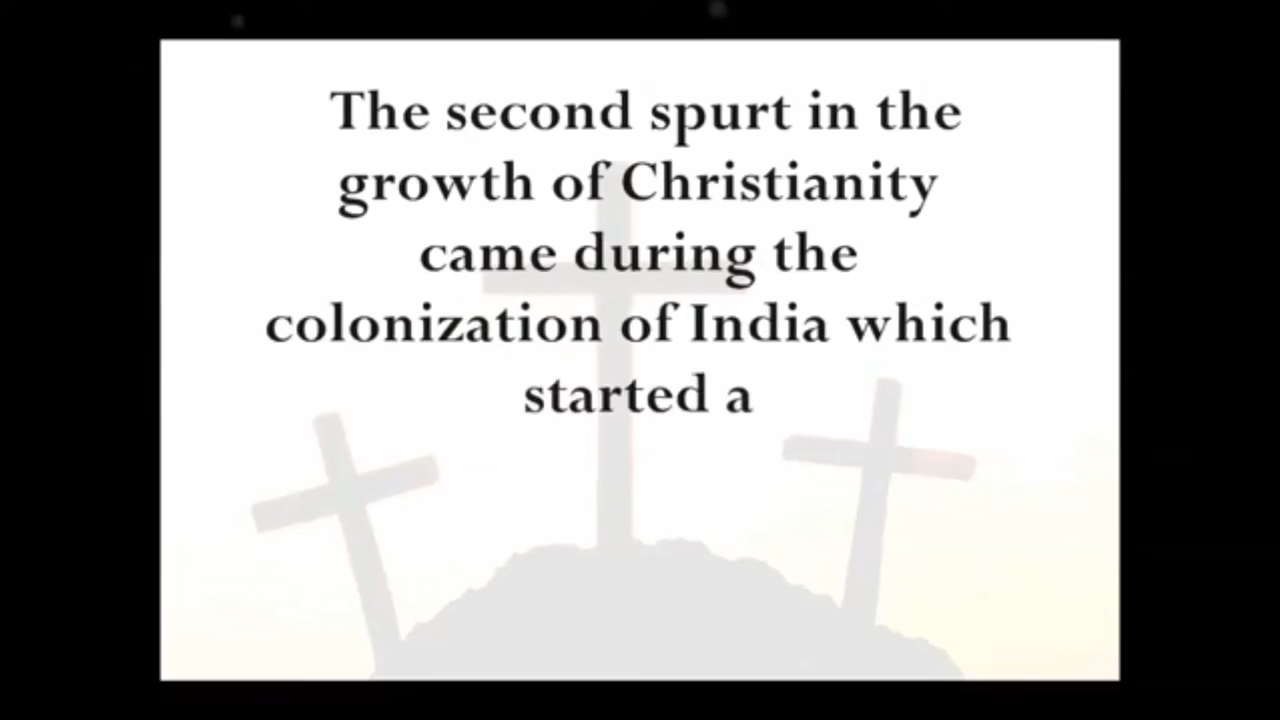 The second spurt in the
growth of Christianity
came during the
colonization of India which
started a